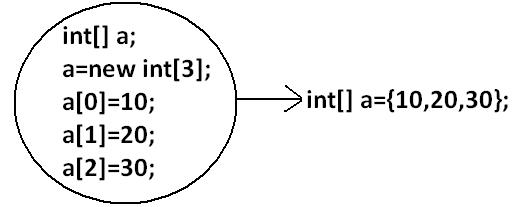 int[] a;
a=new int[3];
a[0]=10;
a[1]=20;
a[2]=30;
int[] a={10,20,30};